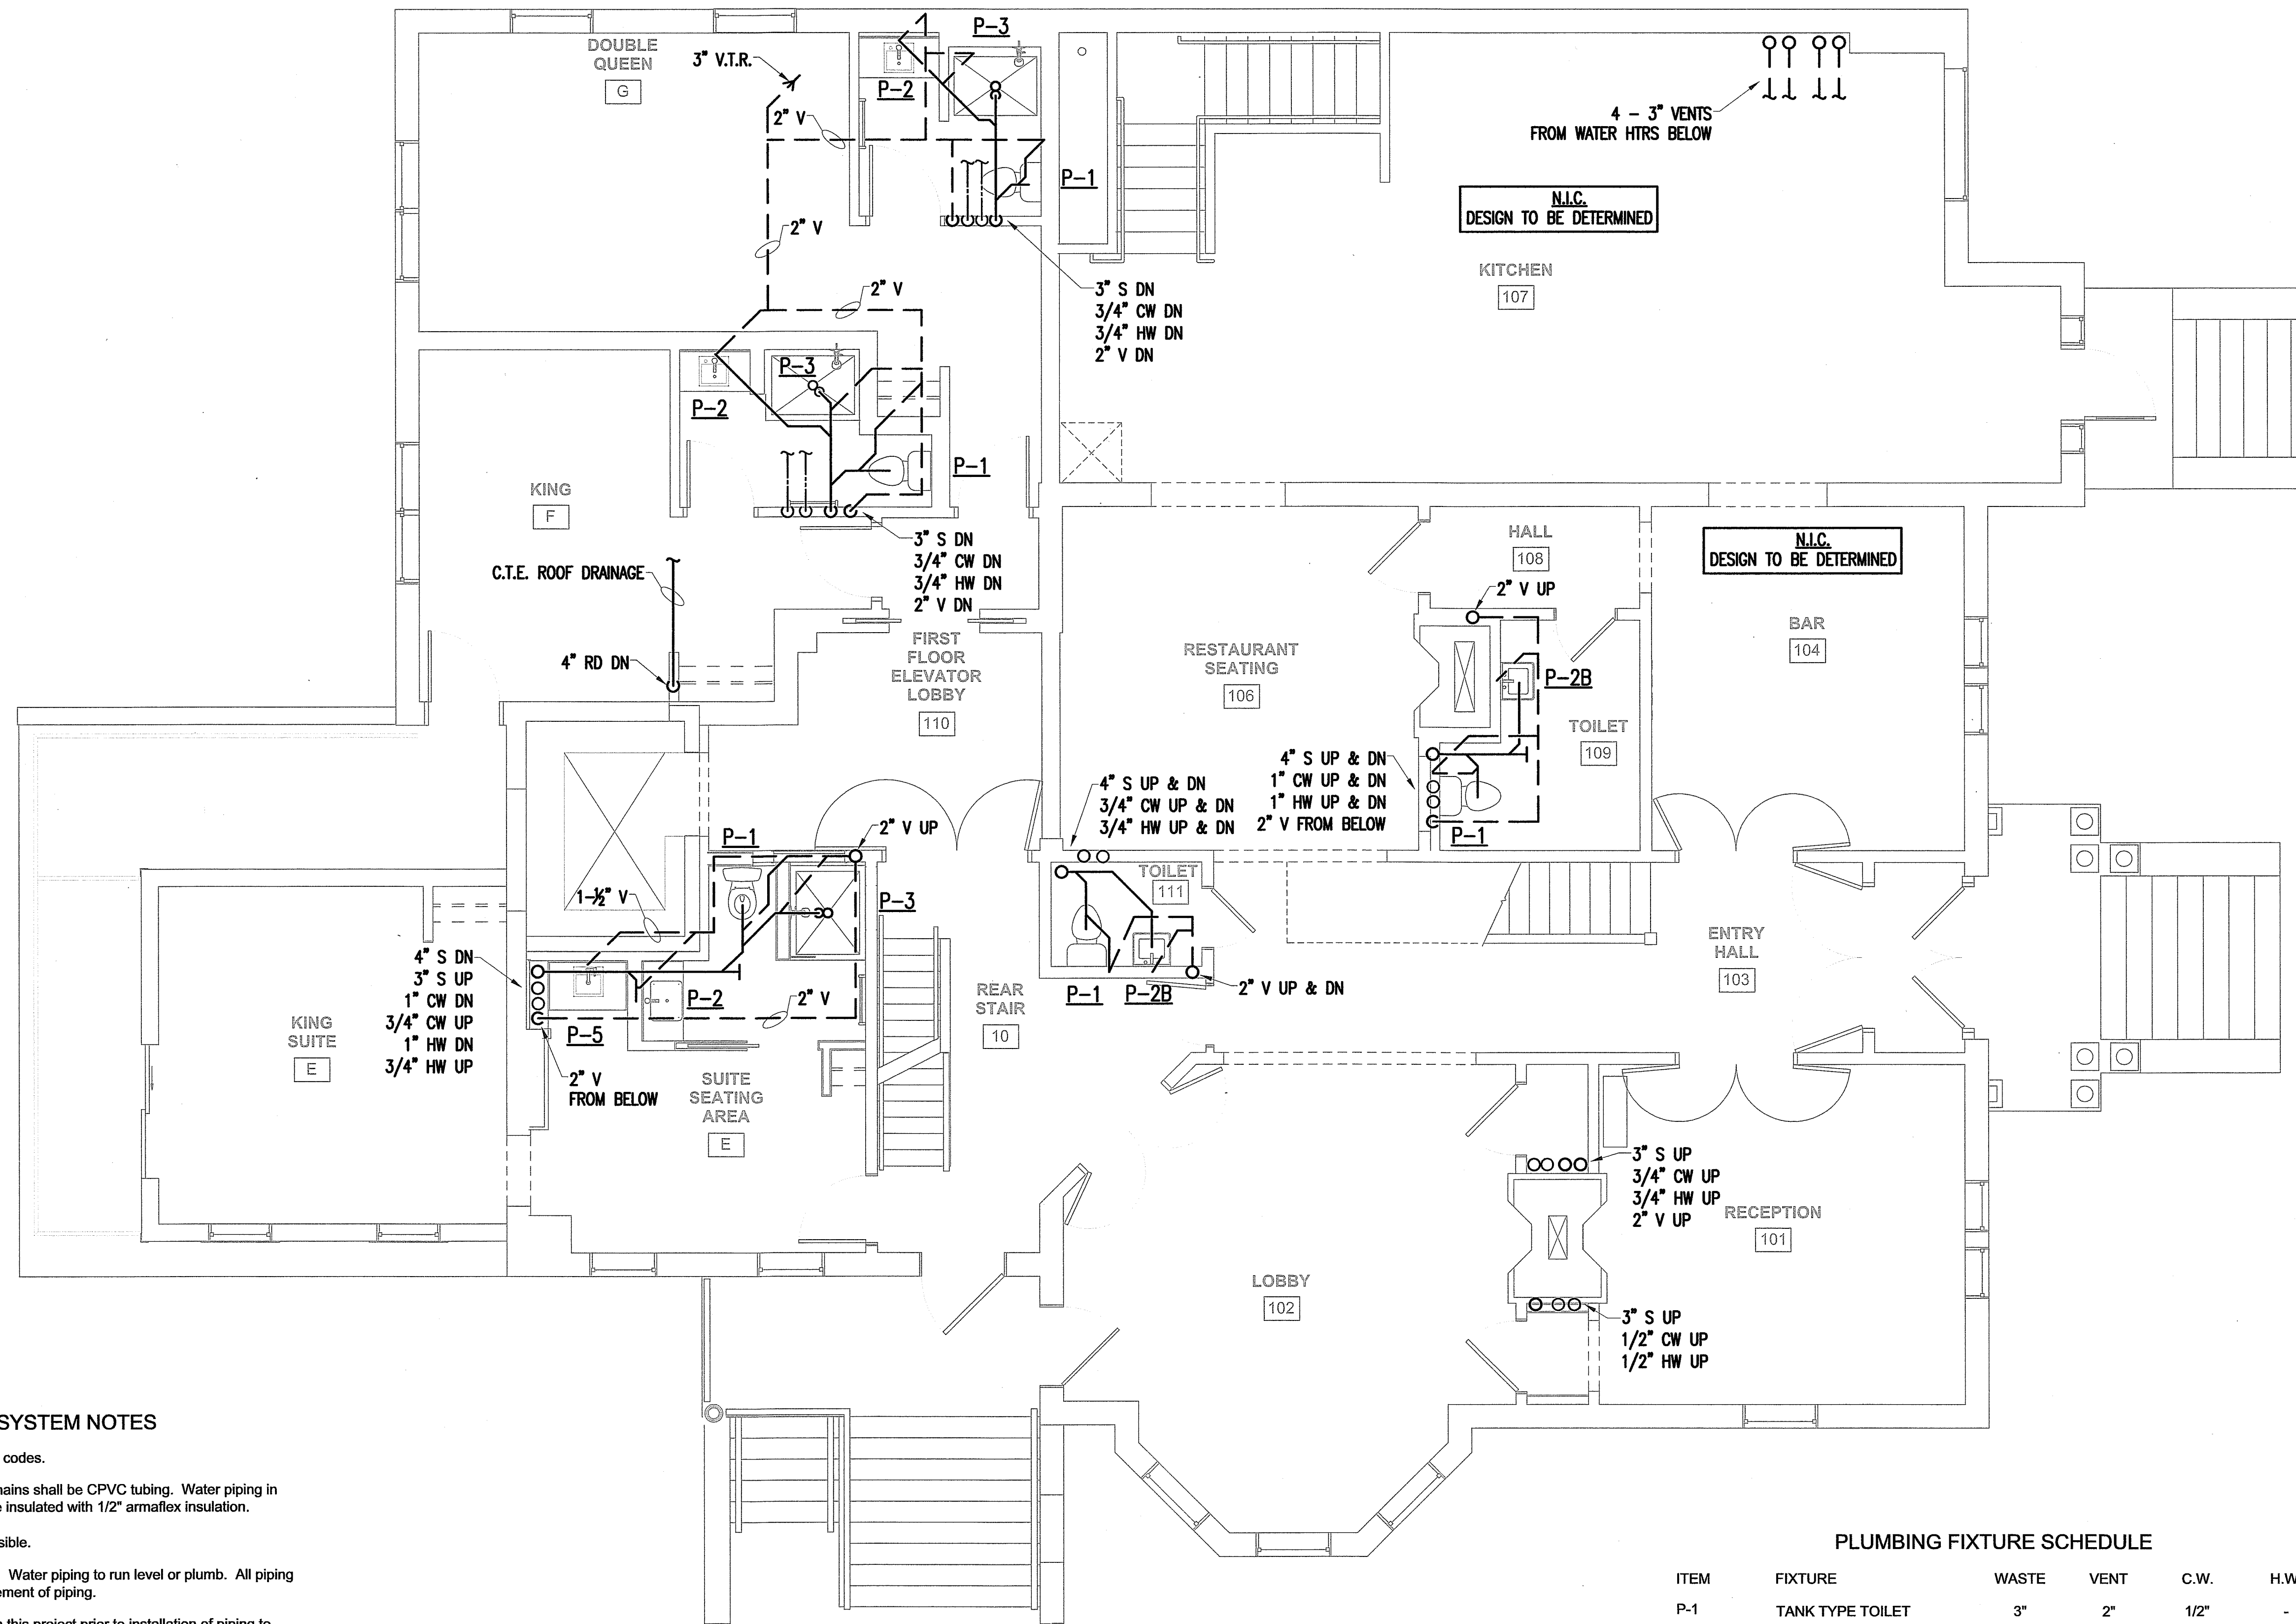 DOUBLE
QUEEN
G
3" V.T.R.
P-3
P-2
2" V
P-1
2" V
4 - 3" VENTS
FROM WATER HTRS BELOW
N.I.C.
DESIGN TO BE DETERMINED
KITCHEN
107
3" S DN
3/4" CW DN
3/4" HW DN
2" V DN
2" V
P-3
P-2
P-1
KING
F
3" S DN
3/4" CW DN
3/4" HW DN
2" V DN
C.T.E. ROOF DRAINAGE
4" RD DN
FIRST
FLOOR
ELEVATOR
LOBBY
110
RESTAURANT
SEATING
106
HALL
108
2" V UP
P-2B
TOILET
109
N.I.C.
DESIGN TO BE DETERMINED
BAR
104
4" S UP & DN
3/4" CW UP & DN
3/4" HW UP & DN
4" S UP & DN
1" CW UP & DN
1" HW UP & DN
2" V FROM BELOW
P-1
P-1
2" V UP
P-3
1-½" V
TOILET
111
4" S DN
3" S UP
1" CW DN
3/4" CW UP
1" HW DN
3/4" HW UP
P-2
2" V
P-5
2" V
FROM BELOW
KING
SUITE
E
SUITE
SEATING
AREA
E
REAR
STAIR
10
P-1
P-2B
2" V UP & DN
ENTRY
HALL
103
3" S UP
3/4" CW UP
3/4" HW UP
2" V UP
RECEPTION
101
LOBBY
102
3" S UP
1/2" CW UP
1/2" HW UP
SYSTEM NOTES
codes.
mains shall be CPVC tubing. Water piping in
insulated with 1/2" armaflex insulation.
Water piping to run level or plumb. All piping
of piping.
this project prior to installation of piping to
PLUMBING FIXTURE SCHEDULE
ITEM FIXTURE WASTE VENT C.W. H.W
P-1 TANK TYPE TOILET 3" 2" 1/2" -